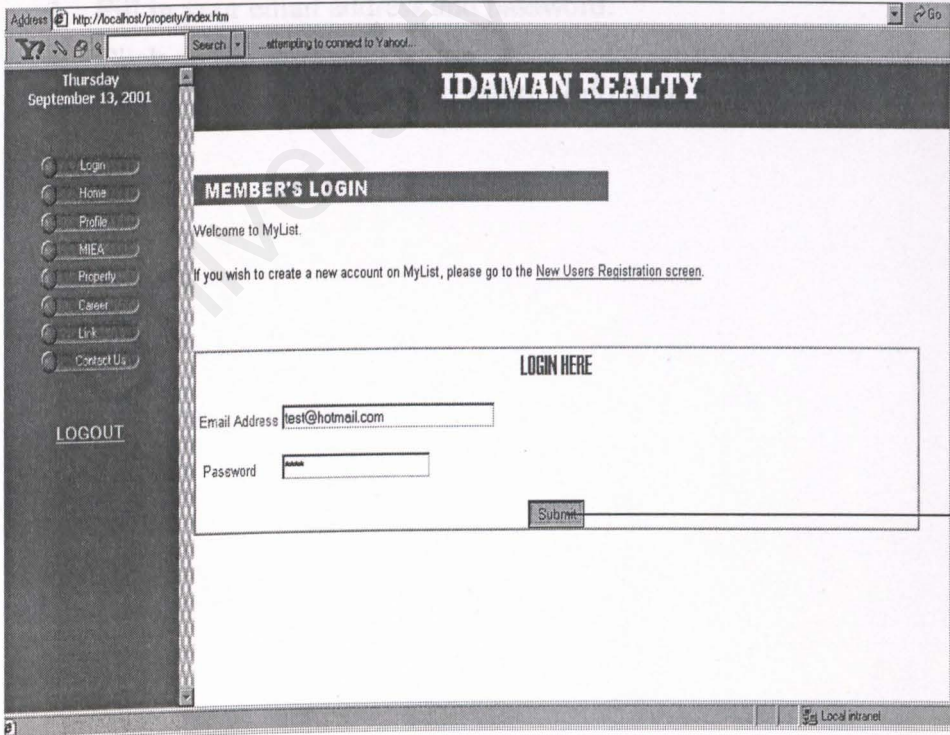 Address http://localhost/property/index.htm Go
Y! Search ...attempting to connect to Yahoo!...
Thursday
September 13, 2001
IDAMAN REALTY
Login
Home
Profile
MIEA
Property
Career
Link
Contact Us
LOGOUT
MEMBER'S LOGIN
Welcome to MyList.
If you wish to create a new account on MyList, please go to the New Users Registration screen.
LOGIN HERE
Email Address test@hotmail.com
Password ****
Submit
Local intranet